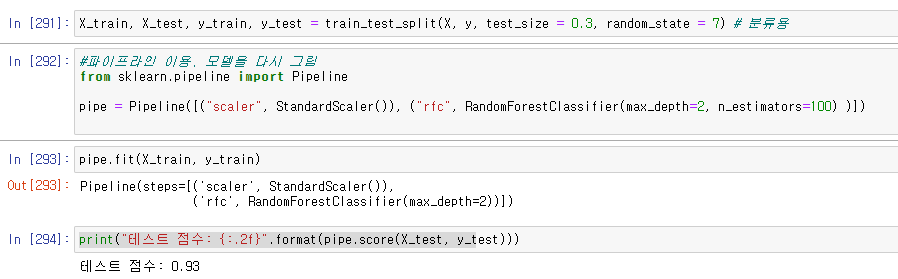 In [291]: X_train, X_test, y_train, y_test = train_test_split(X, y, test_size = 0.3, random_state = 7) # 분류용
In [292]: #파이프라인 이용. 모델을 다시 그림
from sklearn.pipeline import Pipeline
pipe = Pipeline([("scaler", StandardScaler()), ("rfc", RandomForestClassifier(max_depth=2, n_estimators=100) )])
In [293]: pipe.fit(X_train, y_train)
Out[293]: Pipeline(steps=[('scaler', StandardScaler()),
('rfc', RandomForestClassifier(max_depth=2))])
In [294]: print("테스트 점수: {:.2f}".format(pipe.score(X_test, y_test)))
테스트 점수: 0.93